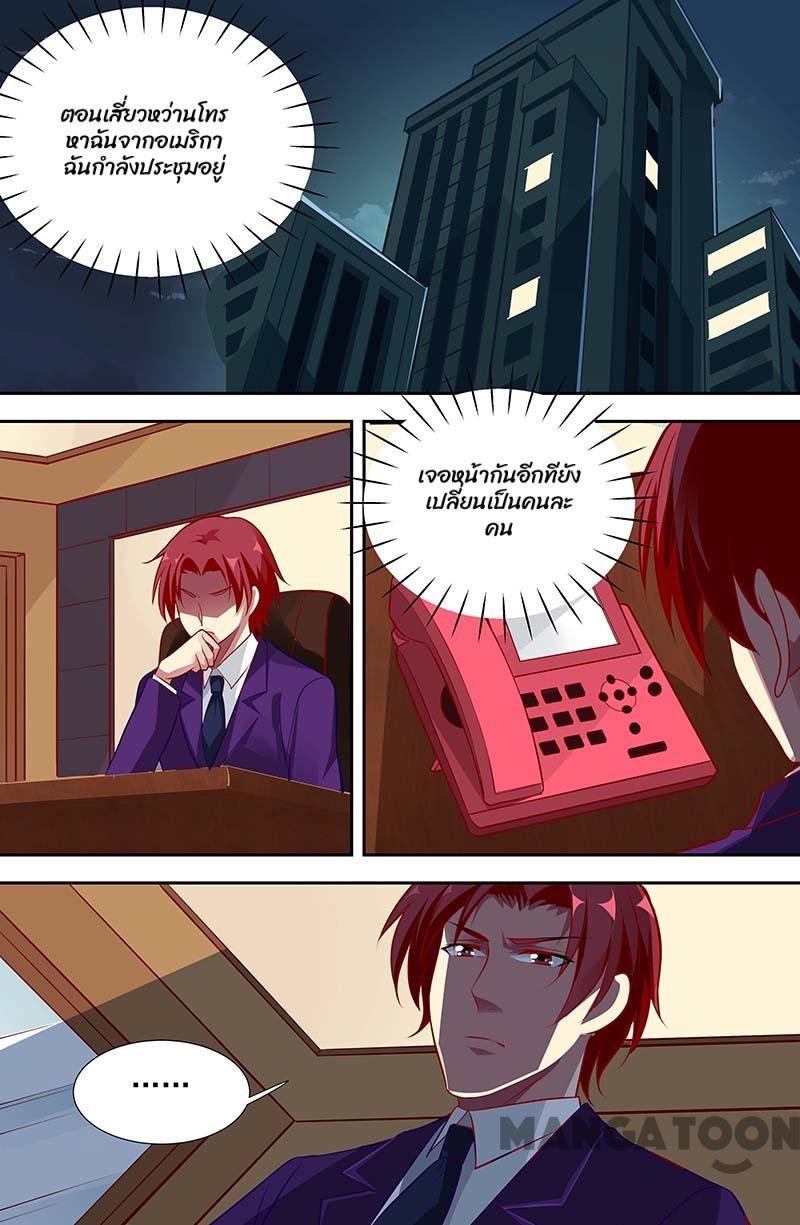 ตอนเสี่ยวหว่านโทร
หาฉันจากอเมริกา
ฉันกำลังประชุมอยู่
เจอหน้ากันอีกทียัง
เปลี่ยนเป็นคนละ
คน
......
MANGATOON